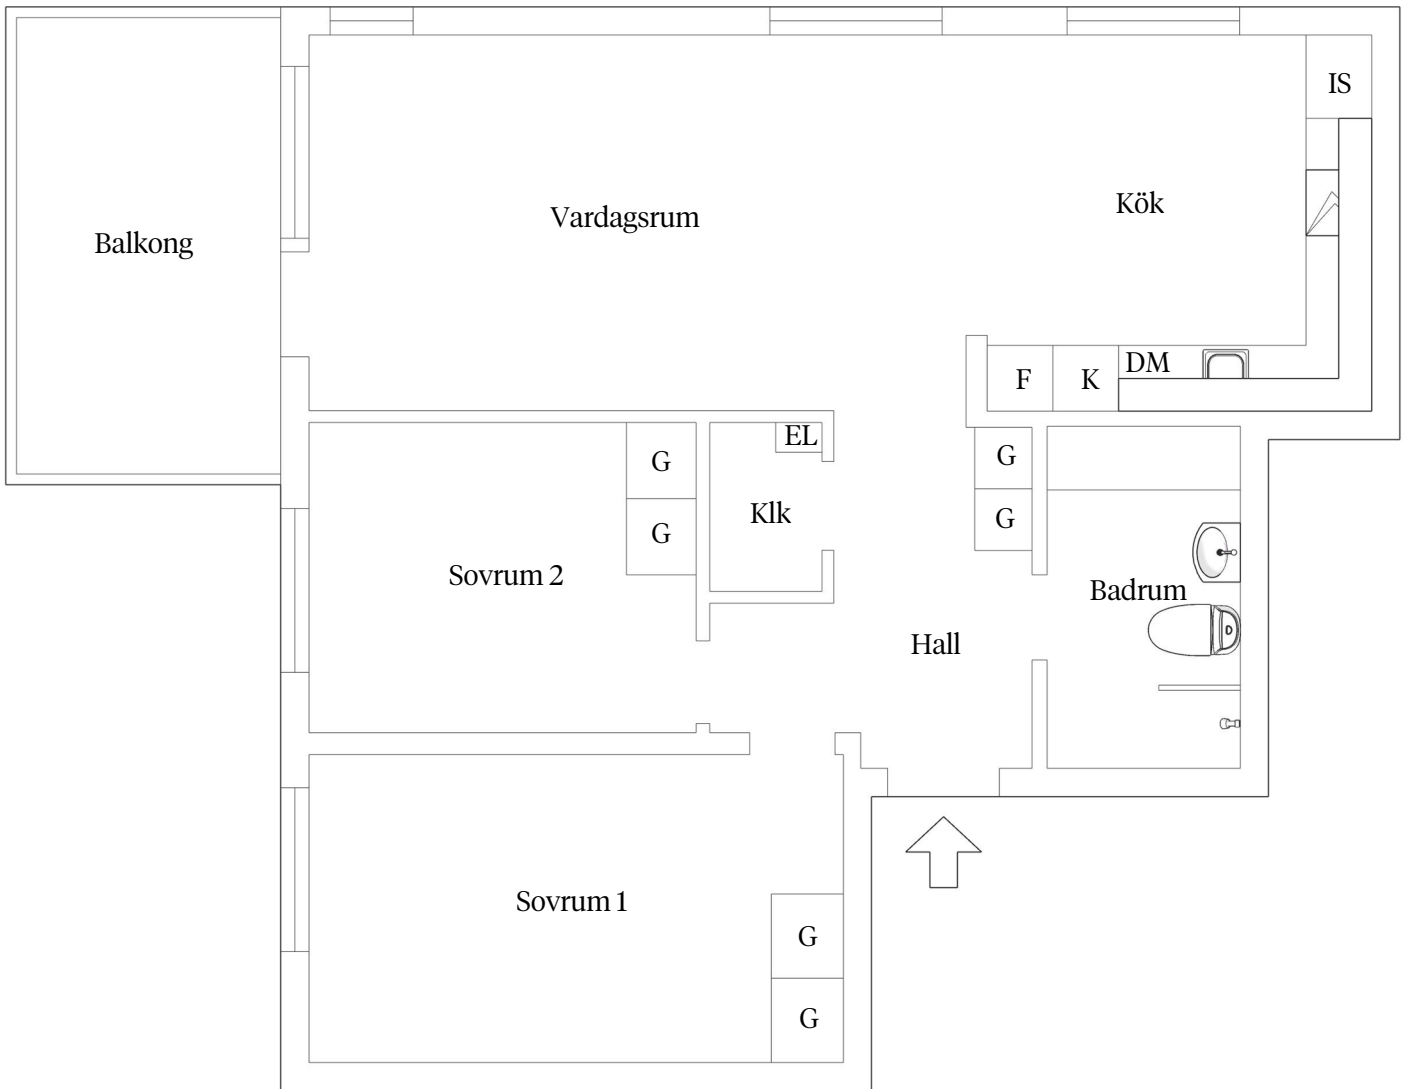 IS
Kök
Vardagsrum
Balkong
F
K
DM
EL
G
G
G
G
Klk
Sovrum 2
Badrum
Hall
Sovrum 1
G
G